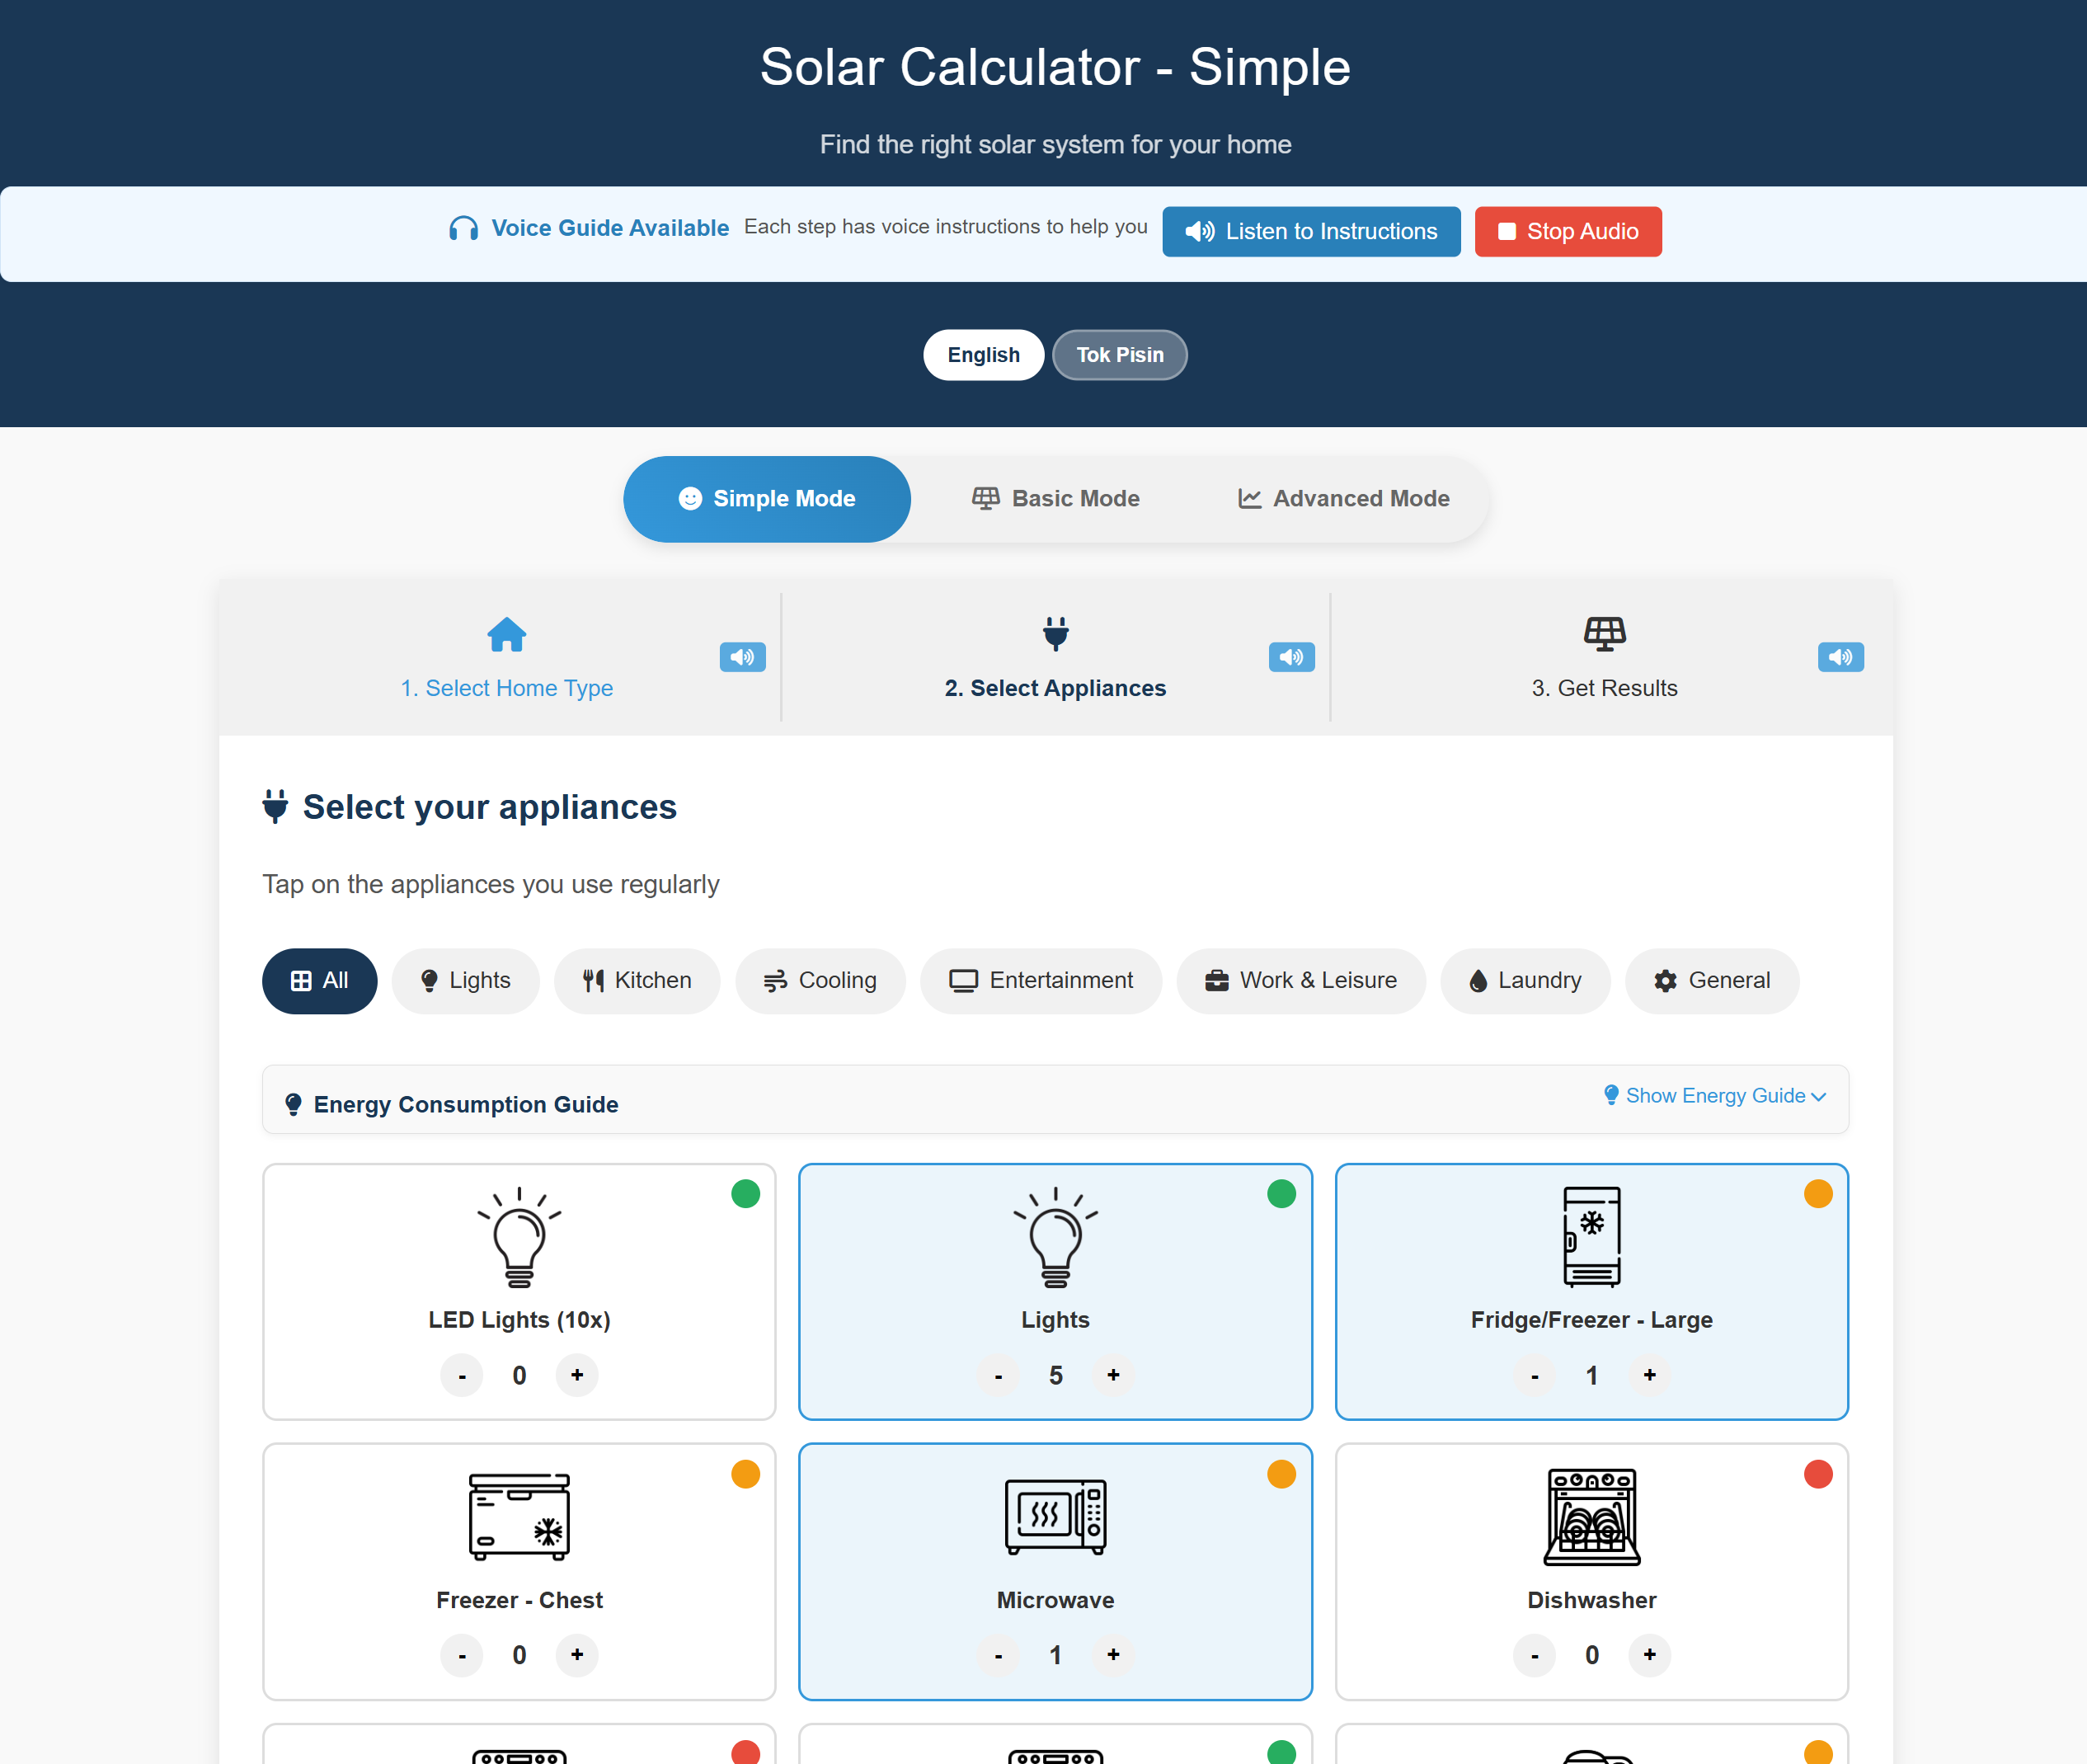 Solar Calculator - Simple
Find the right solar system for your home
Voice Guide Available Each step has voice instructions to help you Listen to Instructions Stop Audio
English Tok Pisin
Simple Mode Basic Mode Advanced Mode
1. Select Home Type 2. Select Appliances 3. Get Results
Select your appliances
Tap on the appliances you use regularly
All Lights Kitchen Cooling Entertainment Work & Leisure Laundry General
Energy Consumption Guide Show Energy Guide
LED Lights (10x) Lights Fridge/Freezer - Large
- 0 + - 5 + - 1 +
Freezer - Chest Microwave Dishwasher
- 0 + - 1 + - 0 +